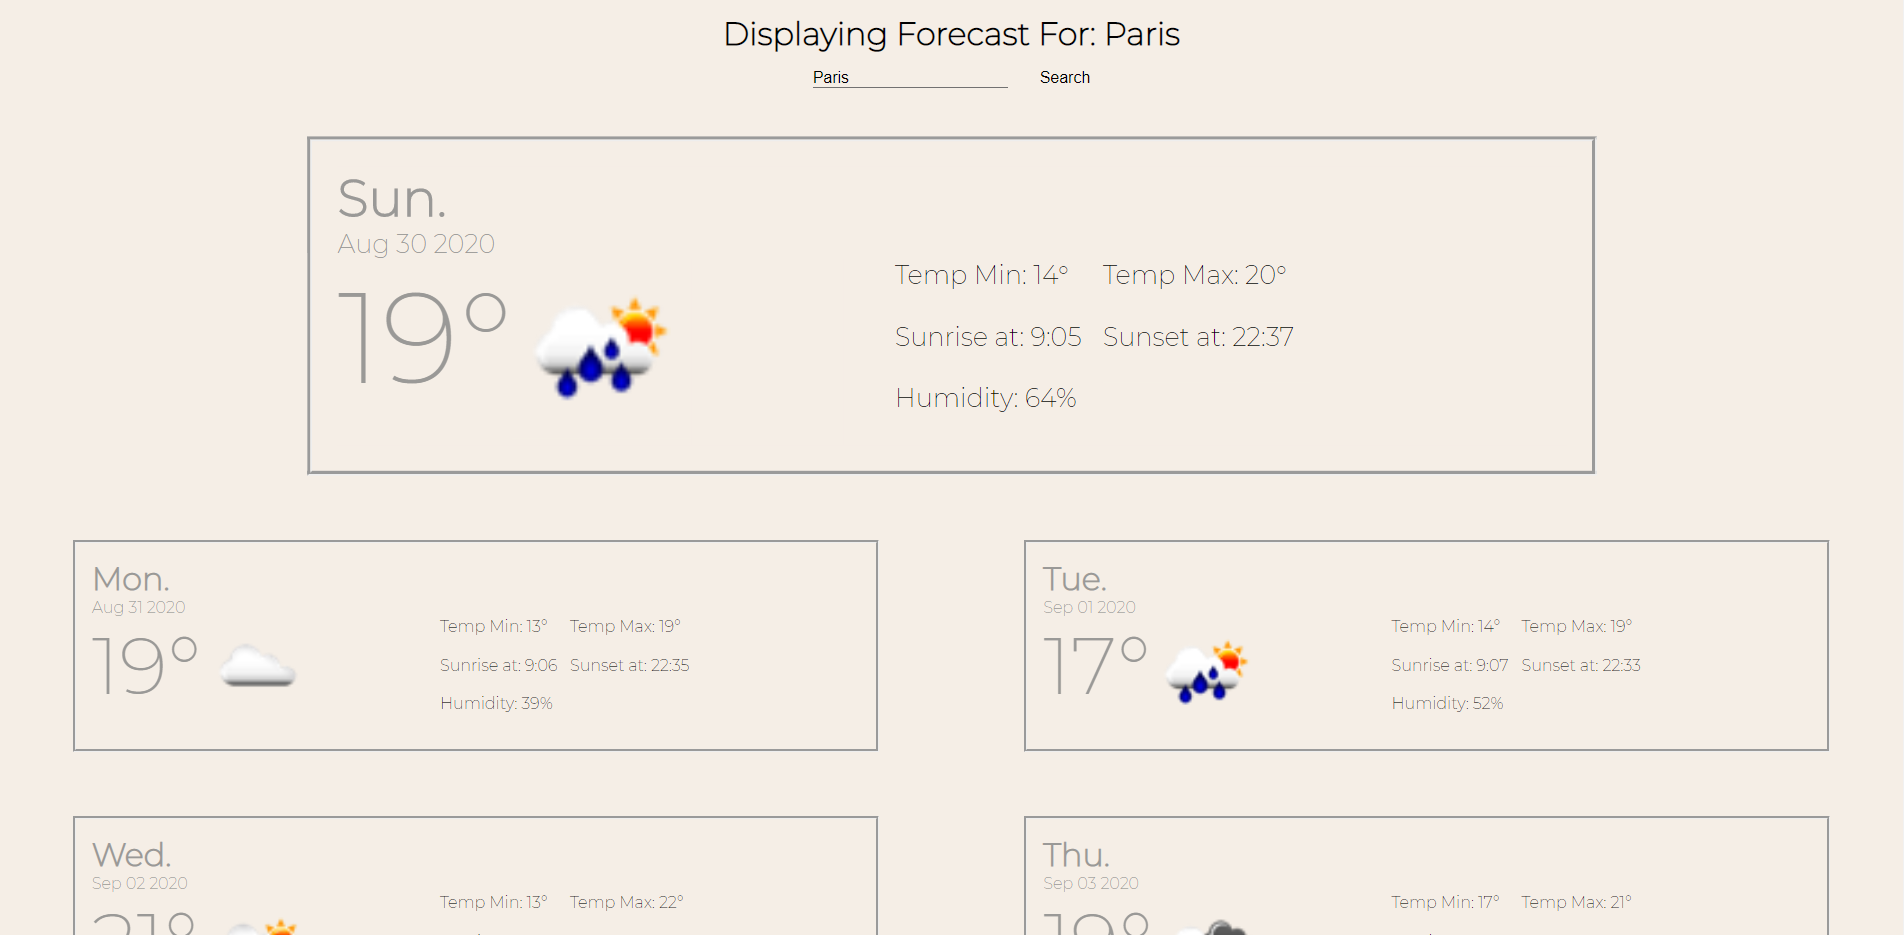 Displaying Forecast For: Paris
Paris Search
Sun.
Aug 30 2020
19°
Temp Min: 14° Temp Max: 20°
Sunrise at: 9:05 Sunset at: 22:37
Humidity: 64%
Mon.
Aug 31 2020
19°
Temp Min: 13° Temp Max: 19°
Sunrise at: 9:06 Sunset at: 22:35
Humidity: 39%
Tue.
Sep 01 2020
17°
Temp Min: 14° Temp Max: 19°
Sunrise at: 9:07 Sunset at: 22:33
Humidity: 52%
Wed.
Sep 02 2020
21°
Temp Min: 13° Temp Max: 22°
Thu.
Sep 03 2020
Temp Min: 17° Temp Max: 21°